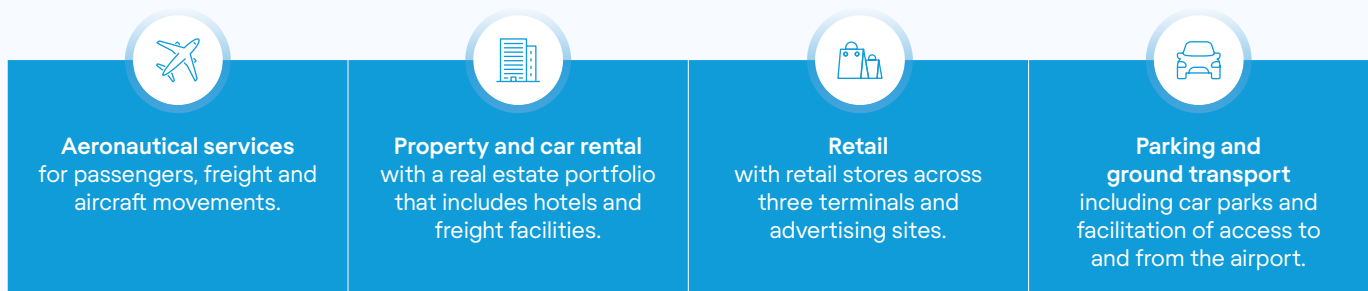 Aeronautical services
for passengers, freight and
aircraft movements.
Property and car rental
with a real estate portfolio
that includes hotels and
freight facilities.
Retail
with retail stores across
three terminals and
advertising sites.
Parking and
ground transport
including car parks and
facilitation of access to
and from the airport.